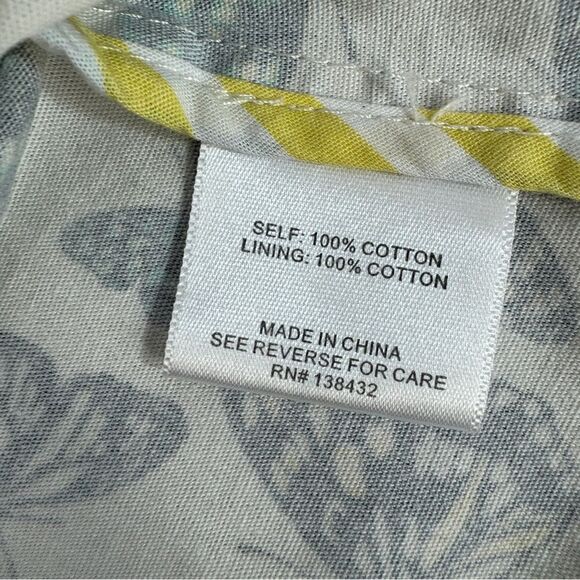 SELF: 100% COTTON
LINING: 100% COTTON
MADE IN CHINA
SEE REVERSE FOR CARE
RN# 138432